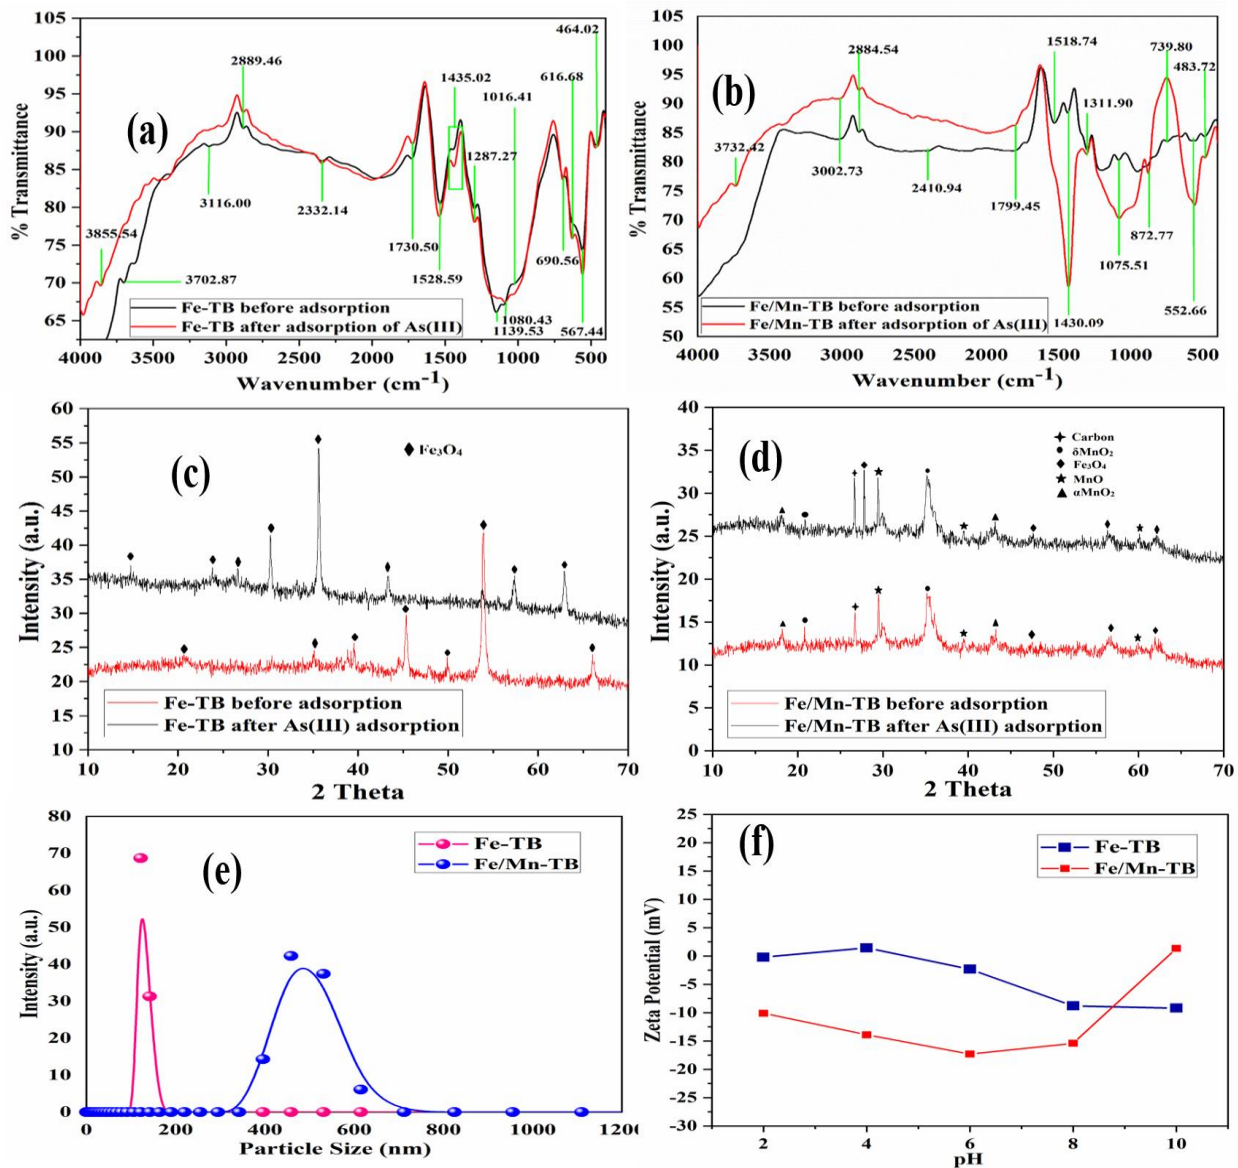 (a)
105
100
95
90
85
80
75
70
65
% Transmittance
464.02
2889.46
1435.02
616.68
1016.41
1287.27
3116.00
2332.14
3855.54
1730.50
690.56
3702.87
1528.59
1080.43
1139.53
567.44
Fe-TB before adsorption
Fe-TB after adsorption of As(III)
4000 3500 3000 2500 2000 1500 1000 500
Wavenumber (cm-1)
(b)
105
100
95
90
85
80
75
70
65
60
55
50
% Transmittance
2884.54
1518.74
739.80
483.72
1311.90
3732.42
3002.73
2410.94
1799.45
872.77
1075.51
552.66
1430.09
Fe/Mn-TB before adsorption
Fe/Mn-TB after adsorption of As(III)
4000 3500 3000 2500 2000 1500 1000 500
Wavenumber (cm-1)
(c)
60
55
50
45
40
35
30
25
20
15
10
Intensity (a.u.)
Fe3O4
Fe-TB before adsorption
Fe-TB after As(III) adsorption
10 20 30 40 50 60 70
2 Theta
(d)
40
35
30
25
20
15
10
5
0
Intensity (a.u.)
Carbon
δMnO2
Fe3O4
MnO
αMnO2
Fe/Mn-TB before adsorption
Fe/Mn-TB after As(III) adsorption
10 20 30 40 50 60 70
2 Theta
(e)
80
70
60
50
40
30
20
10
0
Intensity (a.u.)
Fe-TB
Fe/Mn-TB
0 200 400 600 800 1000 1200
Particle Size (nm)
(f)
25
20
15
10
5
0
-5
-10
-15
-20
-25
-30
Zeta Potential (mV)
Fe-TB
Fe/Mn-TB
2 4 6 8 10
pH